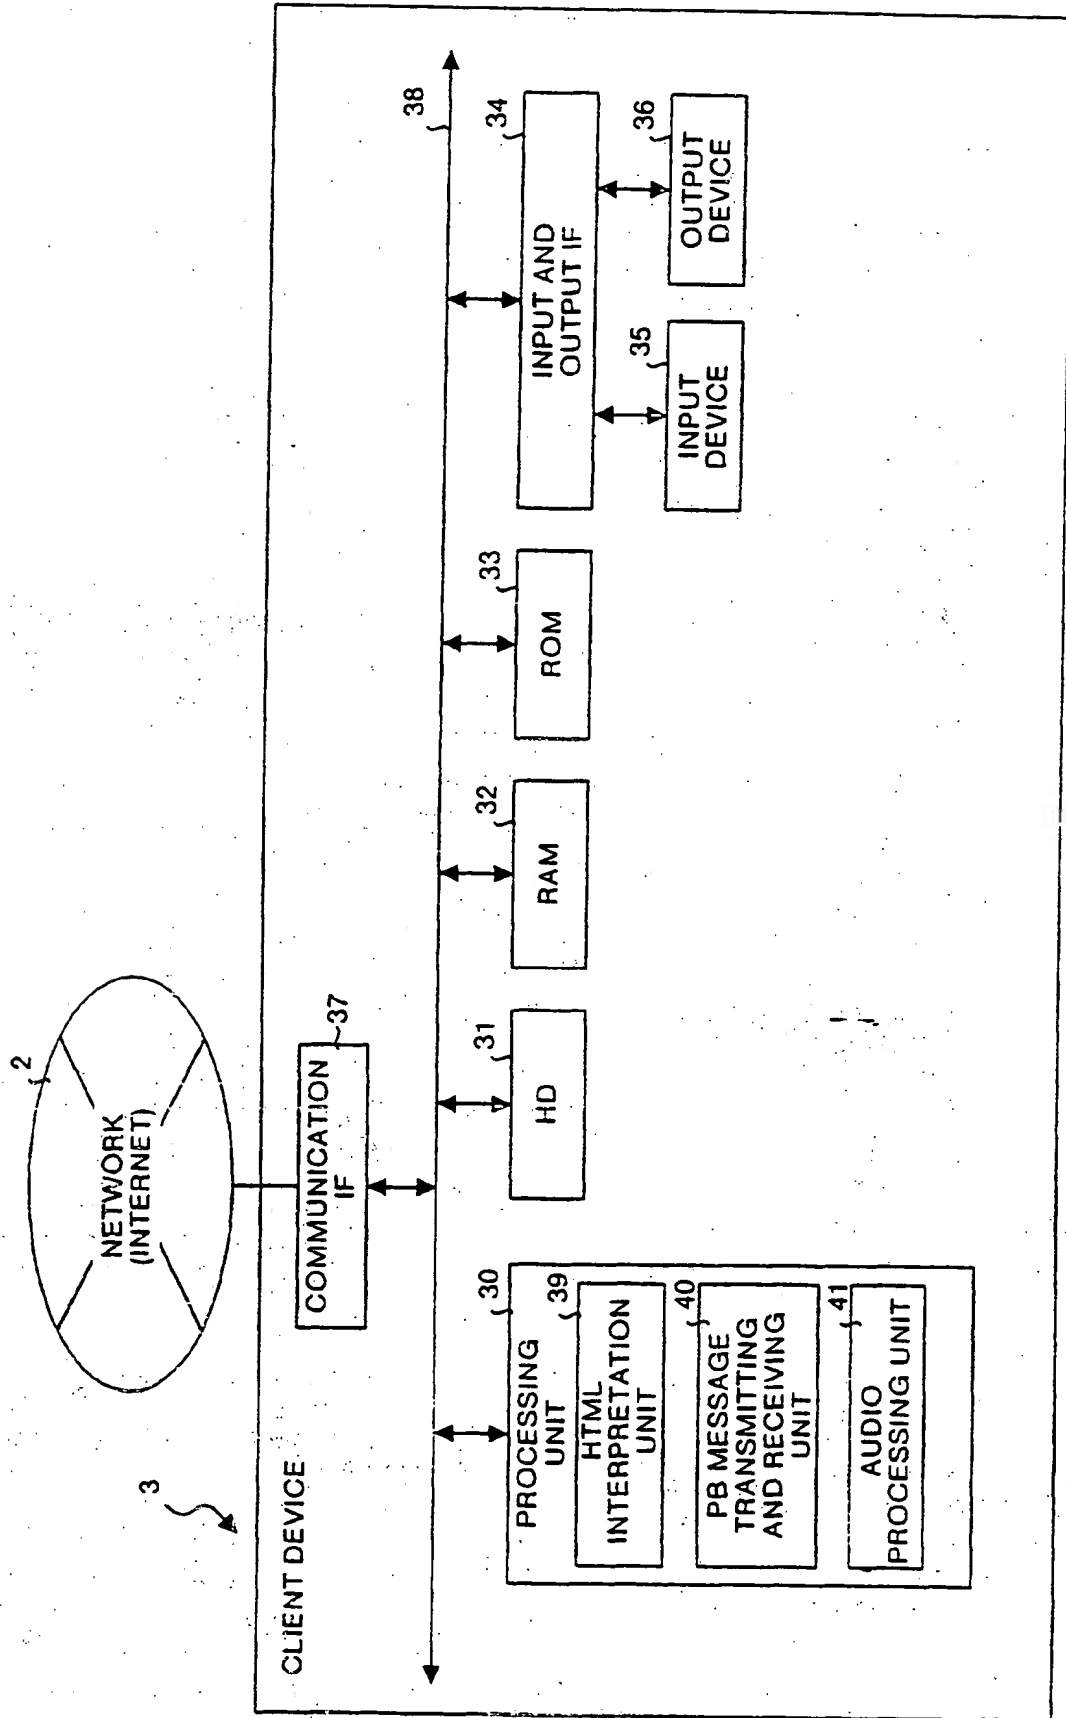 2
NETWORK
(INTERNET)
3
CLIENT DEVICE
COMMUNICATION
IF
37
38
30
PROCESSING
UNIT
39
HTML
INTERPRETATION
UNIT
40
PB MESSAGE
TRANSMITTING
AND RECEIVING
UNIT
41
AUDIO
PROCESSING UNIT
31
HD
32
RAM
33
ROM
34
INPUT AND
OUTPUT IF
35
INPUT
DEVICE
36
OUTPUT
DEVICE